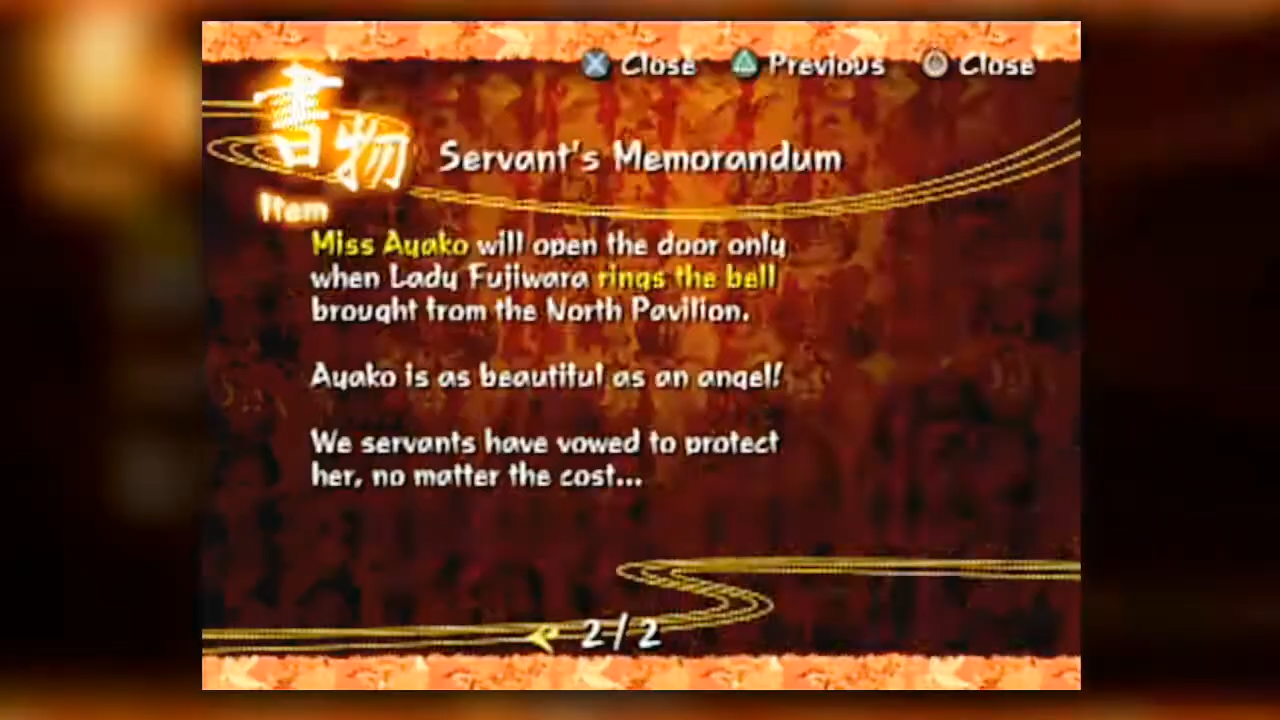 Close Previous Close
書物
Servant's Memorandum
Item
Miss Ayako will open the door only
when Lady Fujiwara rings the bell
brought from the North Pavilion.
Ayako is as beautiful as an angel!
We servants have vowed to protect
her, no matter the cost...
2/2